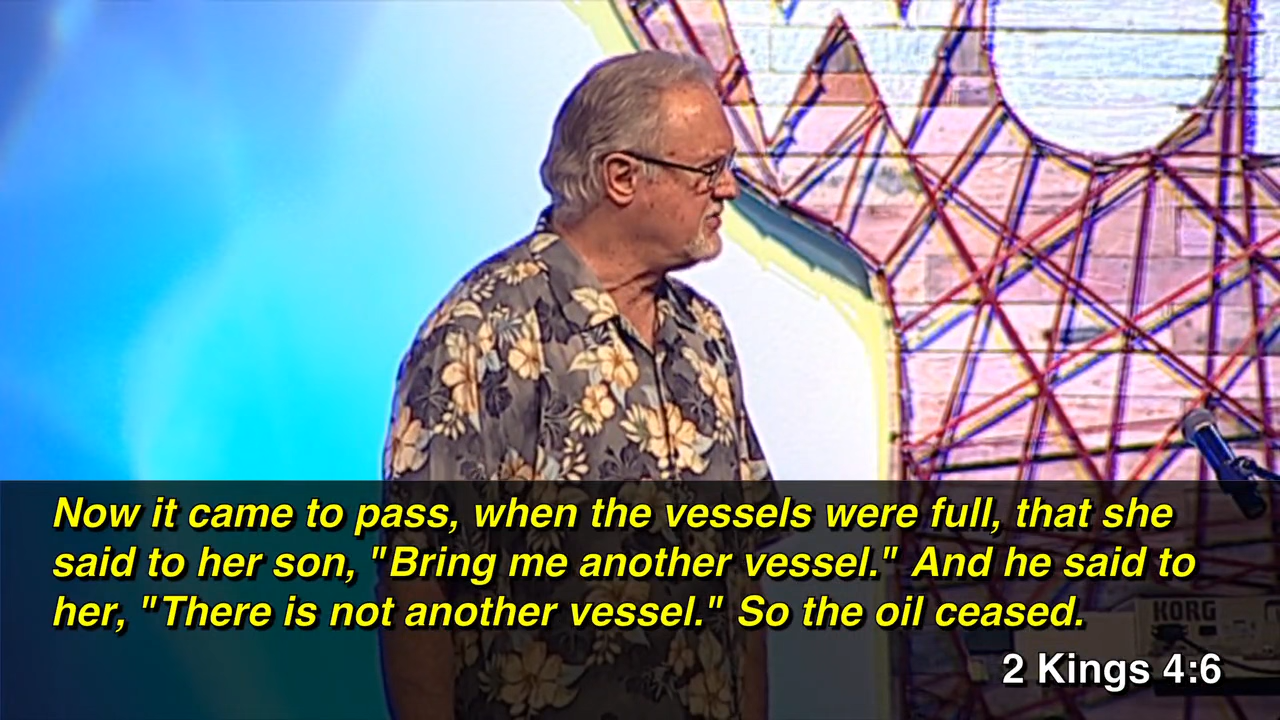 WO
Now it came to pass, when the vessels were full, that she
said to her son, "Bring me another vessel." And he said to
her, "There is not another vessel." So the oil ceased.
KORG
2 Kings 4:6